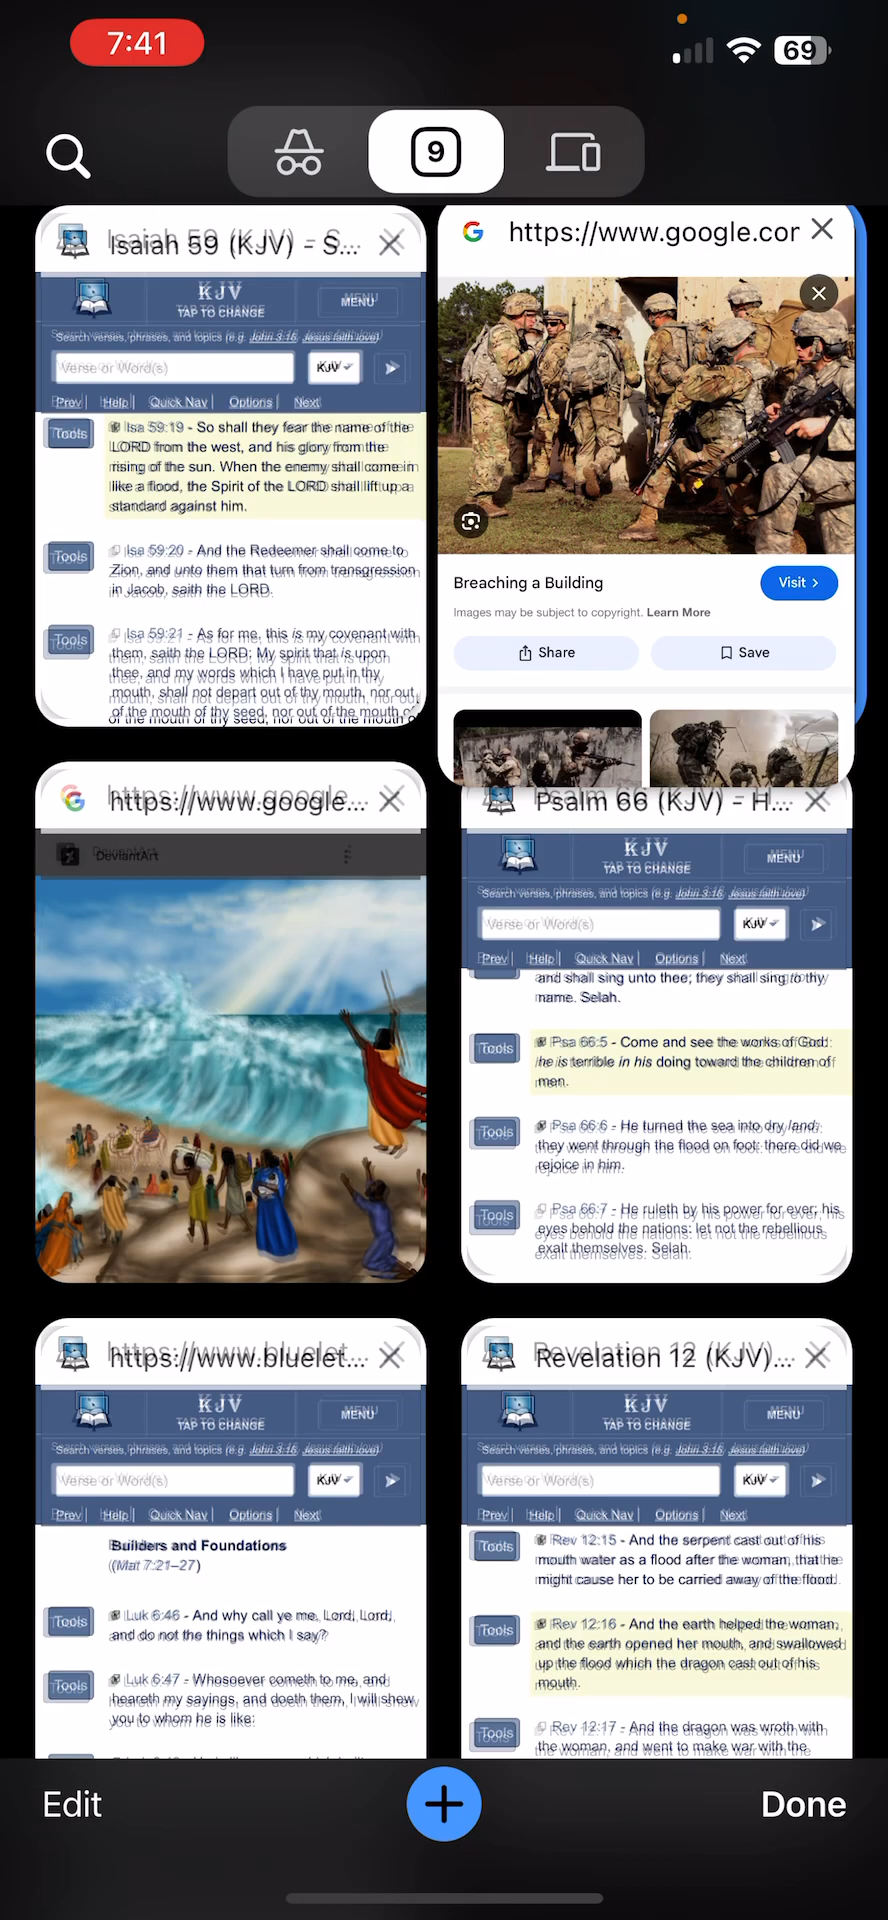 7:41
69
9
Isaiah 59 (KJV) - S...
KJV
TAP TO CHANGE
MENU
Search verses, phrases, and topics (e.g. John 3:16, Jesus faith love)
Verse or Word(s)
KJV
Prev | Help | Quick Nav | Options | Next
Tools
Isa 59:19 - So shall they fear the name of the
LORD from the west, and his glory from the
rising of the sun. When the enemy shall come in
like a flood, the Spirit of the LORD shall lift up a
standard against him.
Tools
Isa 59:20 - And the Redeemer shall come to
Zion, and unto them that turn from transgression
in Jacob, saith the LORD.
Tools
Isa 59:21 - As for me, this is my covenant with
them, saith the LORD; My spirit that is upon
thee, and my words which I have put in thy
mouth, shall not depart out of thy mouth, nor out
of the mouth of thy seed, nor out of the mouth of
https://www.google.cor
Breaching a Building
Visit >
Images may be subject to copyright. Learn More
Share
Save
https://www.google...
DeviantArt
Psalm 66 (KJV) - H...
KJV
TAP TO CHANGE
MENU
Search verses, phrases, and topics (e.g. John 3:16, Jesus faith love)
Verse or Word(s)
KJV
Prev | Help | Quick Nav | Options | Next
and shall sing unto thee; they shall sing to thy
name. Selah.
Tools
Psa 66:5 - Come and see the works of God:
he is terrible in his doing toward the children of
men.
Tools
Psa 66:6 - He turned the sea into dry land:
they went through the flood on foot: there did we
rejoice in him.
Tools
Psa 66:7 - He ruleth by his power for ever; his
eyes behold the nations: let not the rebellious
exalt themselves. Selah.
https://www.bluelet...
KJV
TAP TO CHANGE
MENU
Search verses, phrases, and topics (e.g. John 3:16, Jesus faith love)
Verse or Word(s)
KJV
Prev | Help | Quick Nav | Options | Next
Builders and Foundations
(Mat 7:21–27)
Tools
Luk 6:46 - And why call ye me, Lord, Lord,
and do not the things which I say?
Tools
Luk 6:47 - Whosoever cometh to me, and
heareth my sayings, and doeth them, I will shew
you to whom he is like:
Revelation 12 (KJV)...
KJV
TAP TO CHANGE
MENU
Search verses, phrases, and topics (e.g. John 3:16, Jesus faith love)
Verse or Word(s)
KJV
Prev | Help | Quick Nav | Options | Next
Tools
Rev 12:15 - And the serpent cast out of his
mouth water as a flood after the woman, that he
might cause her to be carried away of the flood.
Tools
Rev 12:16 - And the earth helped the woman,
and the earth opened her mouth, and swallowed
up the flood which the dragon cast out of his
mouth.
Tools
Rev 12:17 - And the dragon was wroth with
the woman, and went to make war with the
Edit
Done